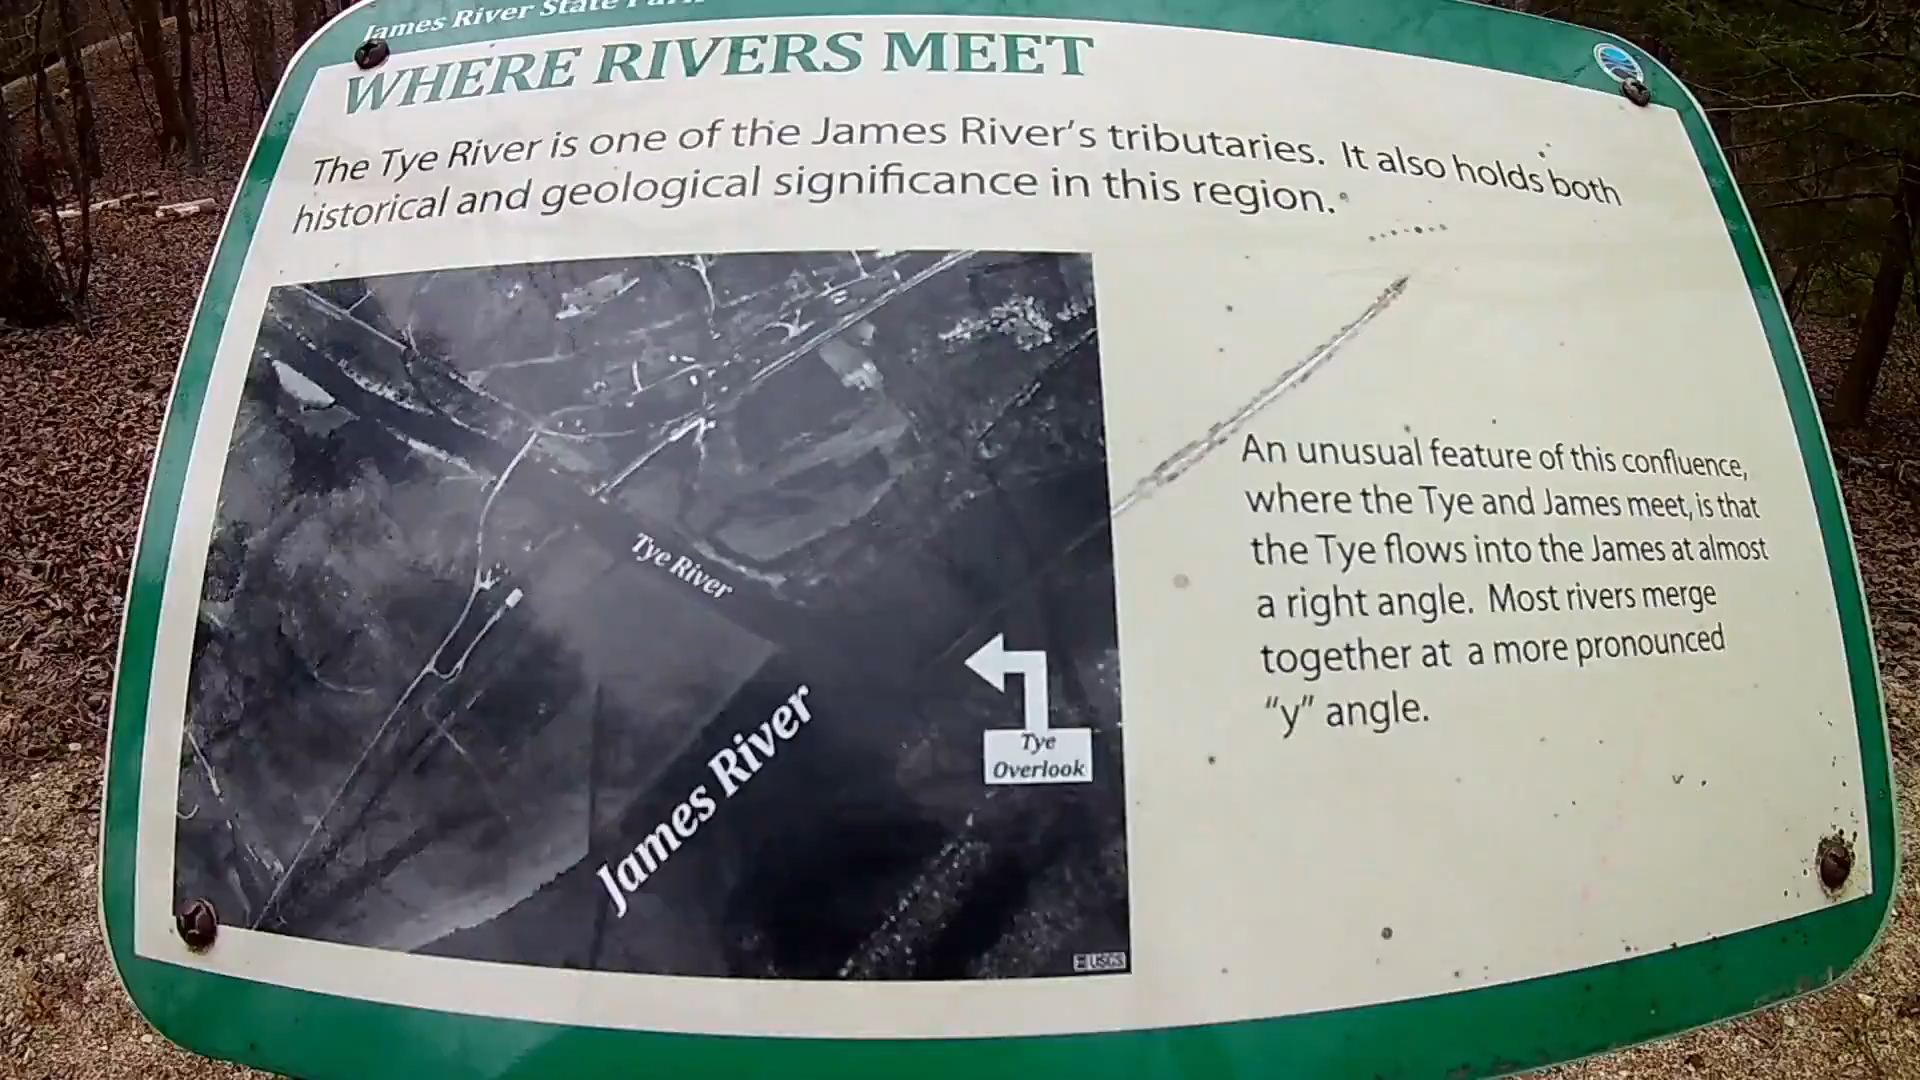 James River State Park
WHERE RIVERS MEET
The Tye River is one of the James River's tributaries. It also holds both
historical and geological significance in this region.
An unusual feature of this confluence,
where the Tye and James meet, is that
the Tye flows into the James at almost
a right angle. Most rivers merge
together at a more pronounced
"y" angle.
Tye River
James River
Tye
Overlook
USGS